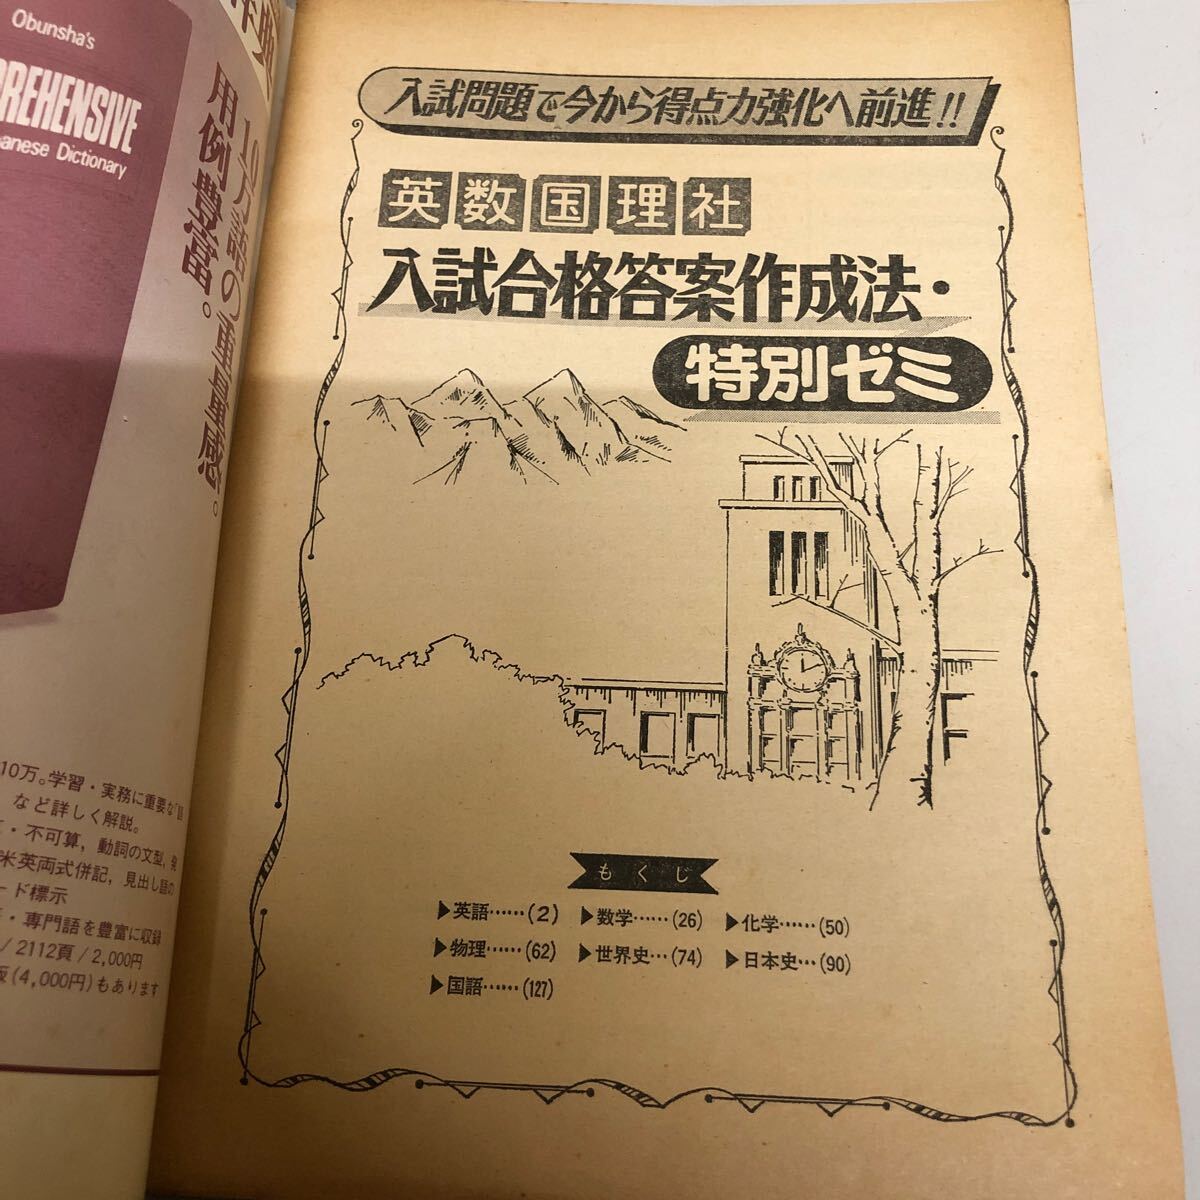 Obunsha's
PREHENSIVE
anese Dictionary
10万語の重量感。
用例豊富。
10万。学習・実務に重要な
など詳しく解説。
・不可算，動詞の文型，発
米英両式併記，見出し語の
ード標示
・専門語を豊富に収録
/ 2112頁 / 2,000円
版(4,000円)もあります
入試問題で今から得点力強化へ前進!!
英数国理社
入試合格答案作成法・
特別ゼミ
もくじ
▶英語……(2) ▶数学……(26) ▶化学……(50)
▶物理……(62) ▶世界史…(74) ▶日本史…(90)
▶国語……(127)